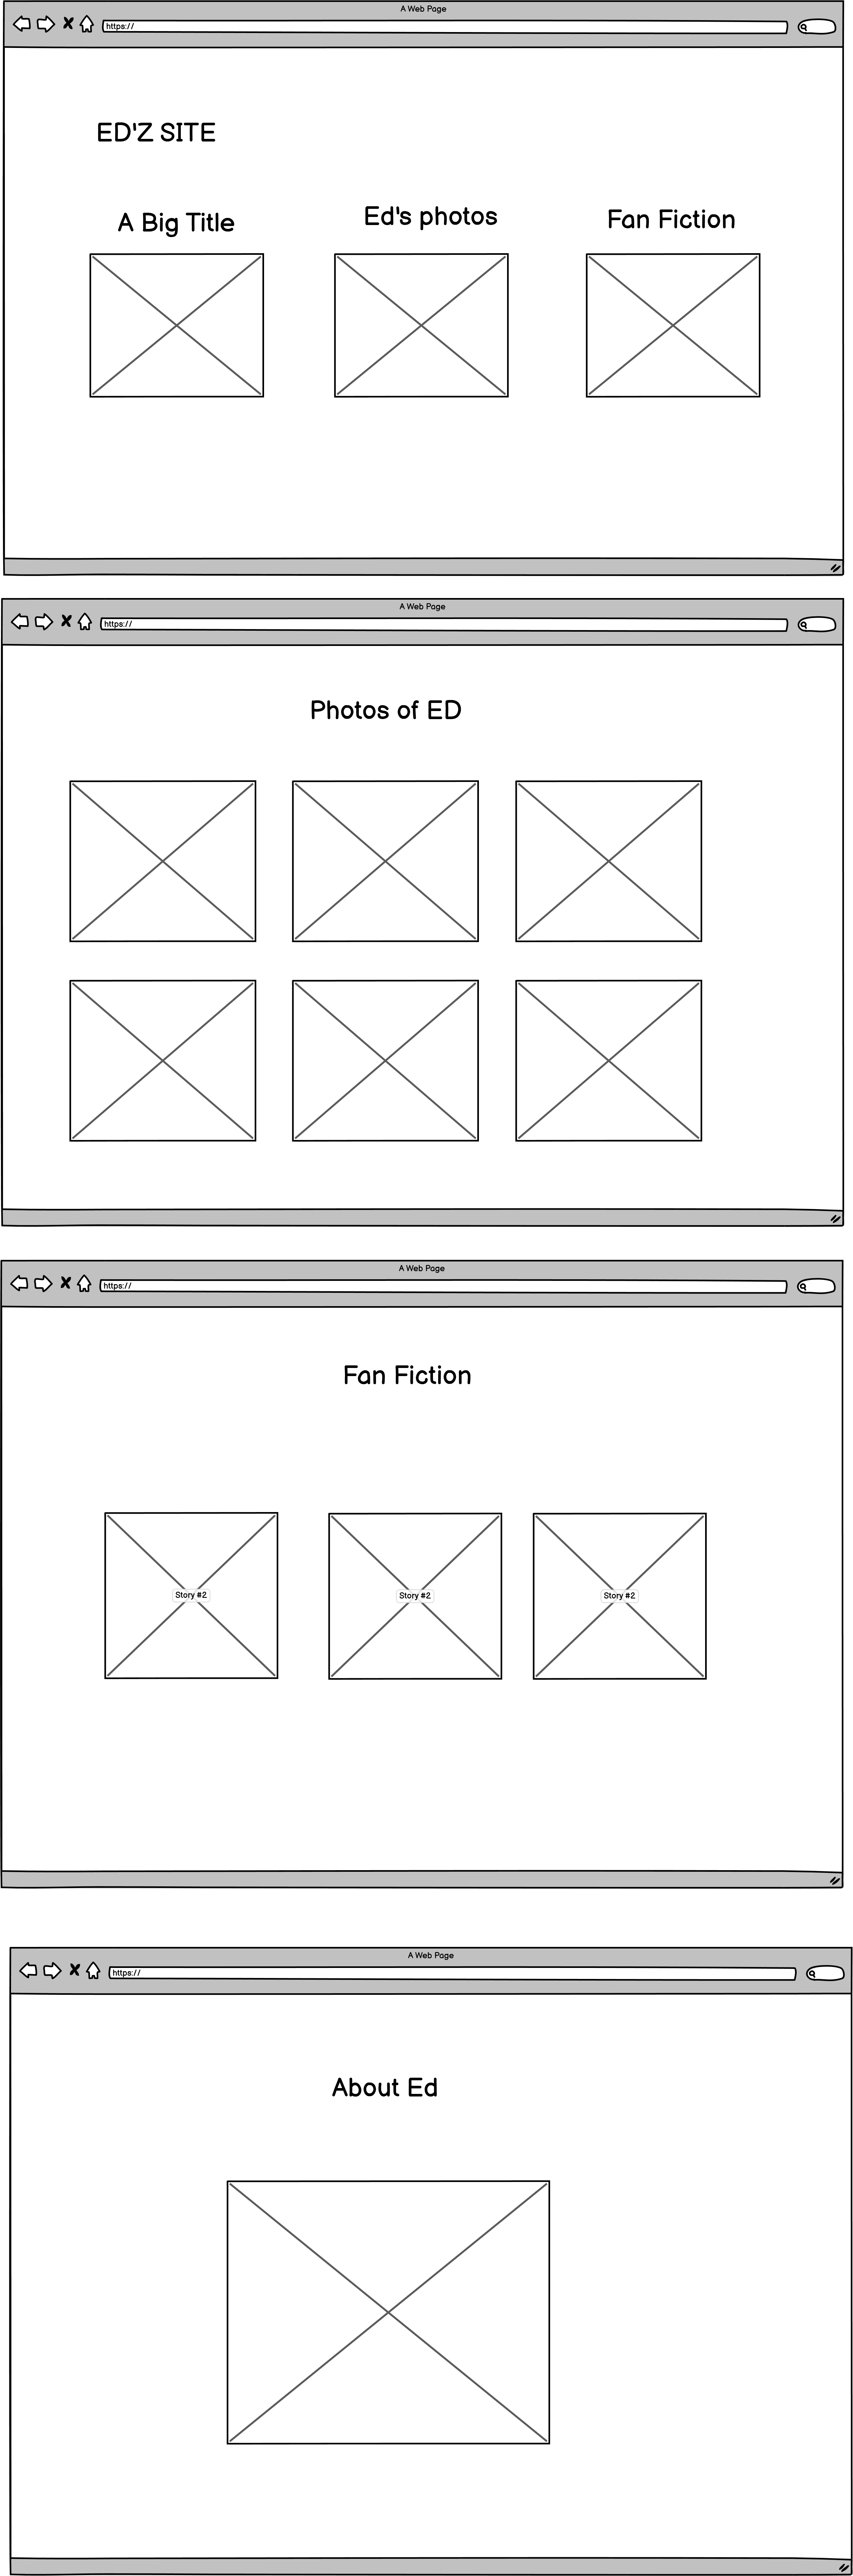 A Web Page
https://
ED'Z SITE
A Big Title
Ed's photos
Fan Fiction
A Web Page
https://
Photos of ED
A Web Page
https://
Fan Fiction
Story #2
Story #2
Story #2
A Web Page
https://
About Ed